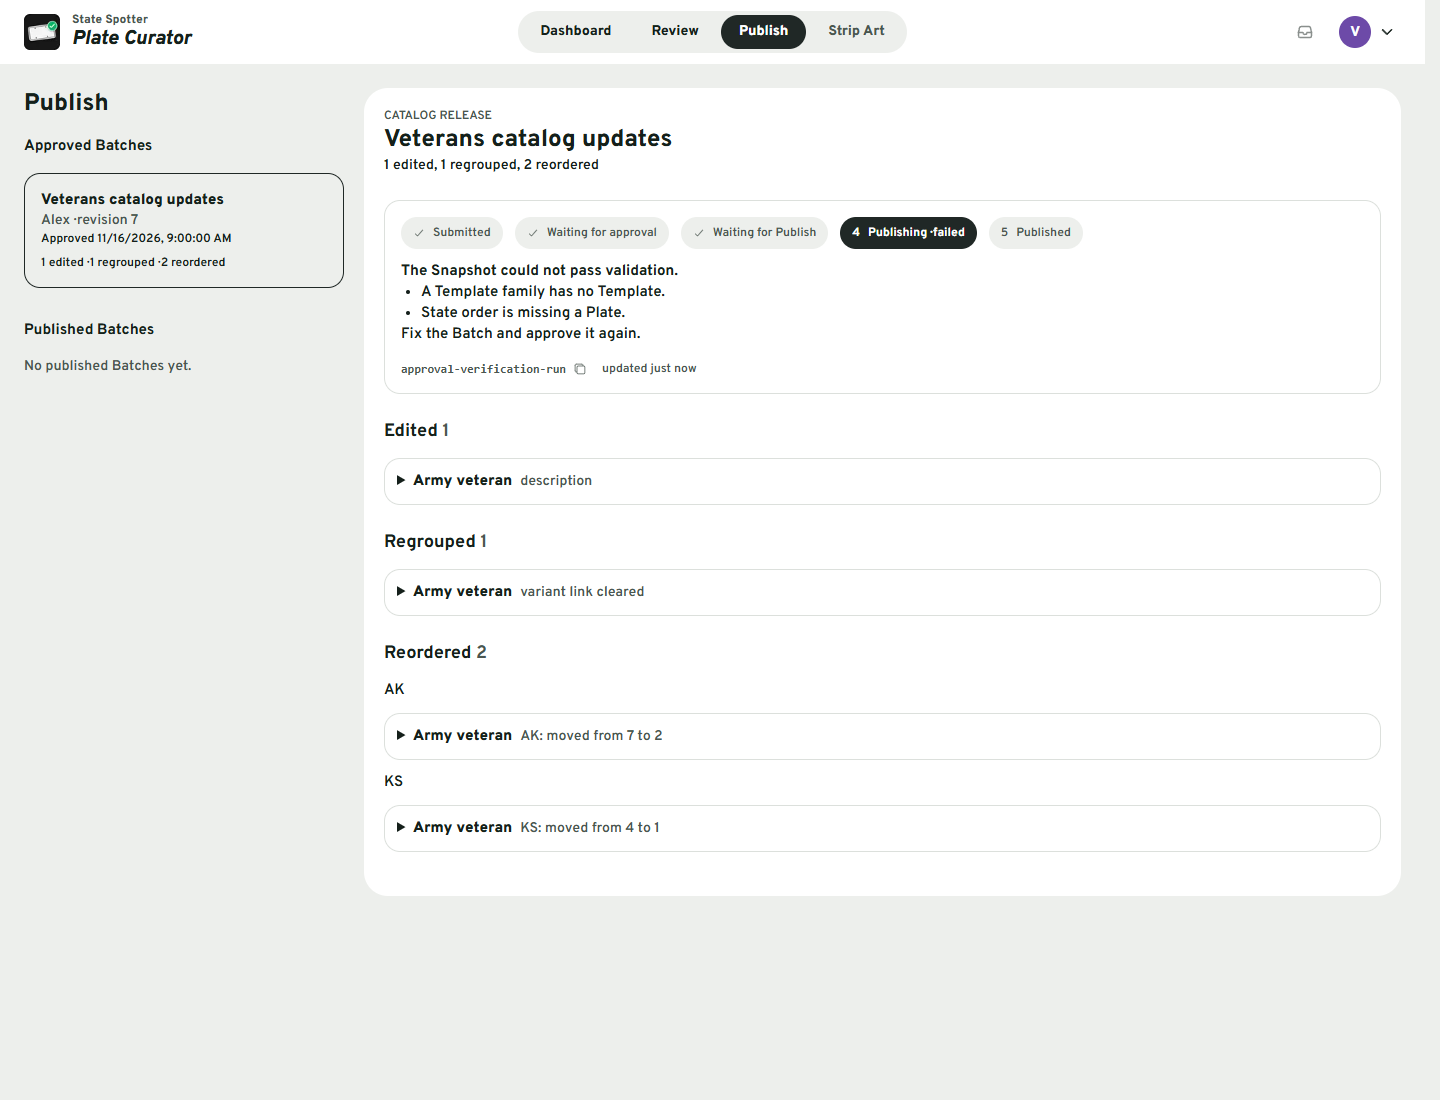 State Spotter
Plate Curator
Dashboard
Review
Publish
Strip Art
V
Publish
Approved Batches
Veterans catalog updates
Alex ·revision 7
Approved 11/16/2026, 9:00:00 AM
1 edited ·1 regrouped ·2 reordered
Published Batches
No published Batches yet.
CATALOG RELEASE
Veterans catalog updates
1 edited, 1 regrouped, 2 reordered
Submitted
Waiting for approval
Waiting for Publish
4 Publishing ·failed
5 Published
The Snapshot could not pass validation.
• A Template family has no Template.
• State order is missing a Plate.
Fix the Batch and approve it again.
approval-verification-run updated just now
Edited 1
Army veteran description
Regrouped 1
Army veteran variant link cleared
Reordered 2
AK
Army veteran AK: moved from 7 to 2
KS
Army veteran KS: moved from 4 to 1